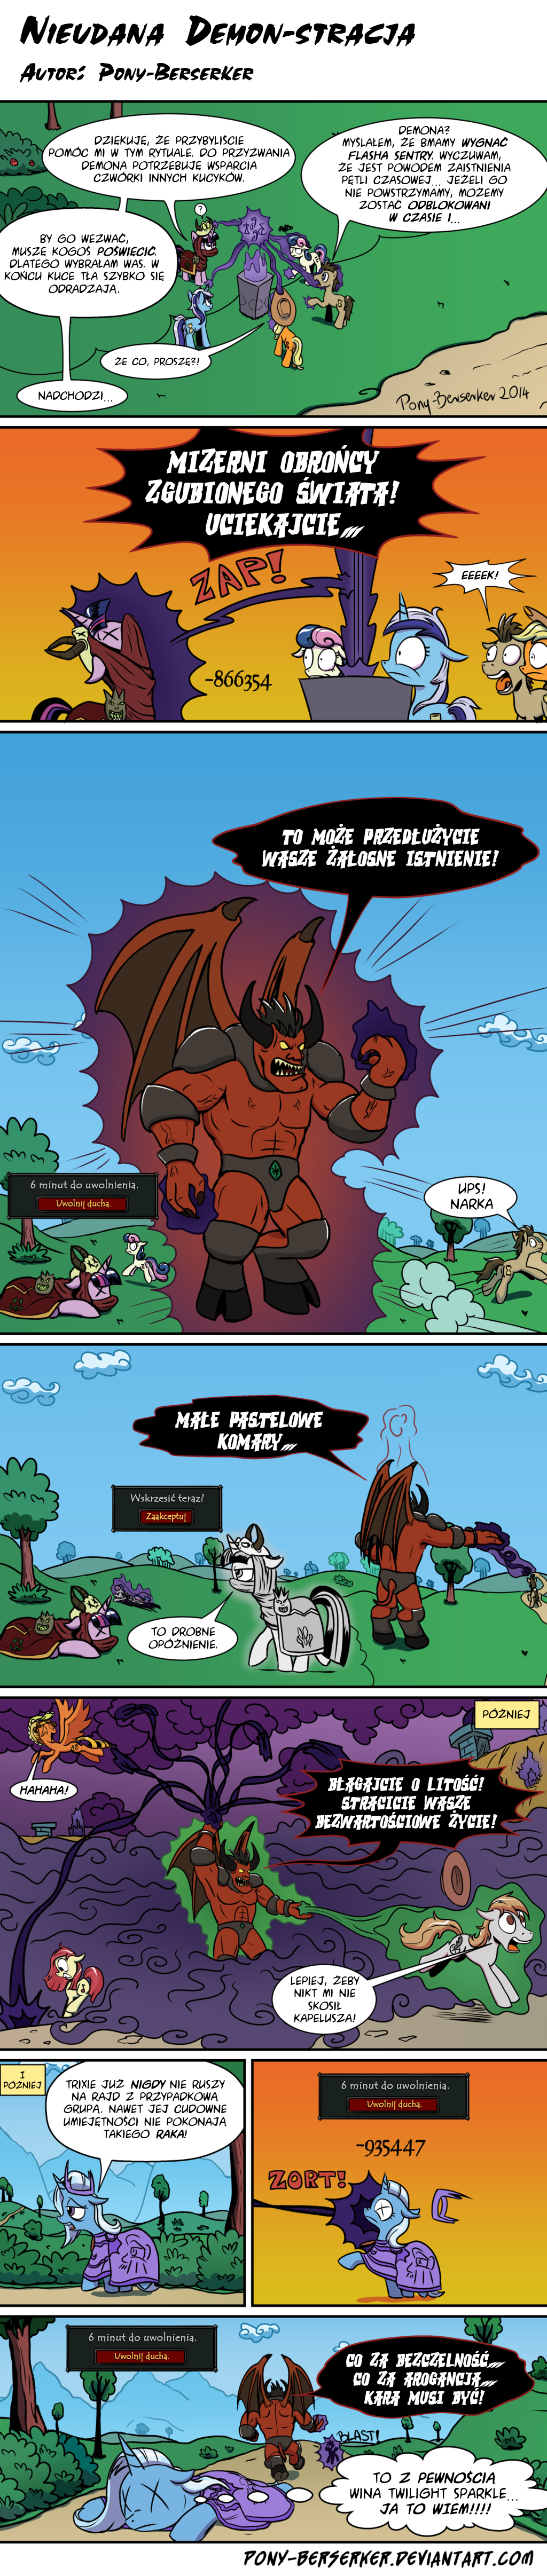 Nieudana Demon-stracja
Autor: Pony-Berserker
DZIEKUJE, ŻE PRZYBYLIŚCIE
POMÓC MI W TYM RYTUALE. DO PRZYZWANIA
DEMONA POTRZEBUJĘ WSPARCIA
CZWÓRKI INNYCH KUCYKÓW.
DEMONA?
MYŚLAŁEM, ŻE BMAMY WYGNAĆ
FLASHA SENTRY. WYCZUWAM,
ŻE JEST POWODEM ZAISTNIENIA
PĘTLI CZASOWEJ... JEŻELI GO
NIE POWSTRZYMAMY, MOŻEMY
ZOSTAĆ ODBLOKOWANI
W CZASIE I...
?
BY GO WEZWAĆ,
MUSZĘ KOGOŚ POŚWIĘCIĆ.
DLATEGO WYBRAŁAM WAS. W
KOŃCU KUCE TŁA SZYBKO SIĘ
ODRADZAJĄ.
ŻE CO, PROSZĘ?!
NADCHODZI...
Pony-Berserker 2014
MIZERNI OBROŃCY
ZGUBIONEGO ŚWIATA!
UCIEKAJCIE...
ZAP!
EEEEK!
-866354
TO MOŻE PRZEDŁUŻYCIE
WASZE ŻAŁOSNE ISTNIENIE!
6 minut do uwolnienia.
Uwolnij ducha.
UPS!
NARKA
MAŁE PASTELOWE
KOMARY...
Wskrzesić teraz?
Zaakceptuj
TO DROBNE
OPÓŹNIENIE.
PÓŹNIEJ
HAHAHA!
BŁAGAJCIE O LITOŚĆ!
STRACICIE WASZE
BEZWARTOŚCIOWE ŻYCIE!
LEPIEJ, ŻEBY
NIKT MI NIE
SKOSIŁ
KAPELUSZA!
I
PÓŹNIEJ
TRIXIE JUŻ NIGDY NIE RUSZY
NA RAJD Z PRZYPADKOWĄ
GRUPĄ. NAWET JEJ CUDOWNE
UMIEJĘTNOŚCI NIE POKONAJĄ
TAKIEGO RAKA!
6 minut do uwolnienia.
Uwolnij ducha.
-935447
ZORT!
6 minut do uwolnienia.
Uwolnij ducha.
CO ZA BEZCZELNOŚĆ...
CO ZA AROGANCJA...
KARA MUSI BYĆ!
BLAST!
TO Z PEWNOŚCIĄ
WINA TWILIGHT SPARKLE...
JA TO WIEM!!!!
PONY-BERSERKER.DEVIANTART.COM